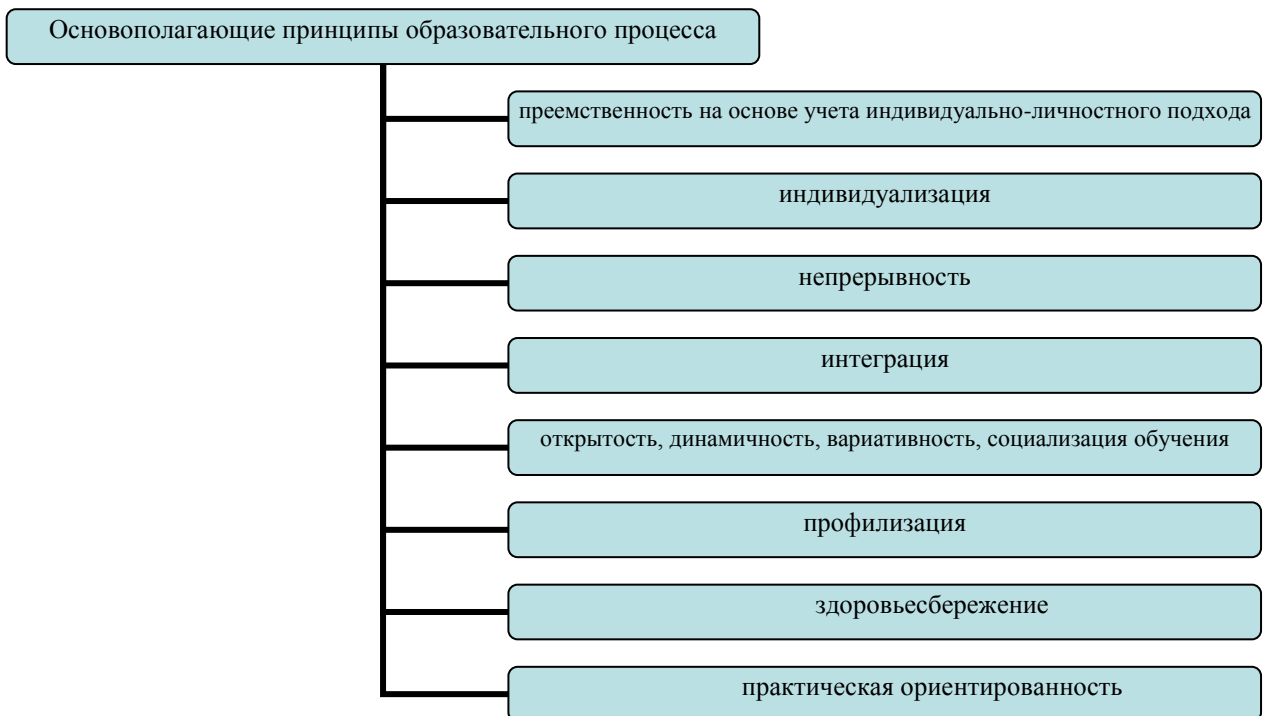 Основополагающие принципы образовательного процесса
преемственность на основе учета индивидуально-личностного подхода
индивидуализация
непрерывность
интеграция
открытость, динамичность, вариативность, социализация обучения
профилизация
здоровьесбережение
практическая ориентированность